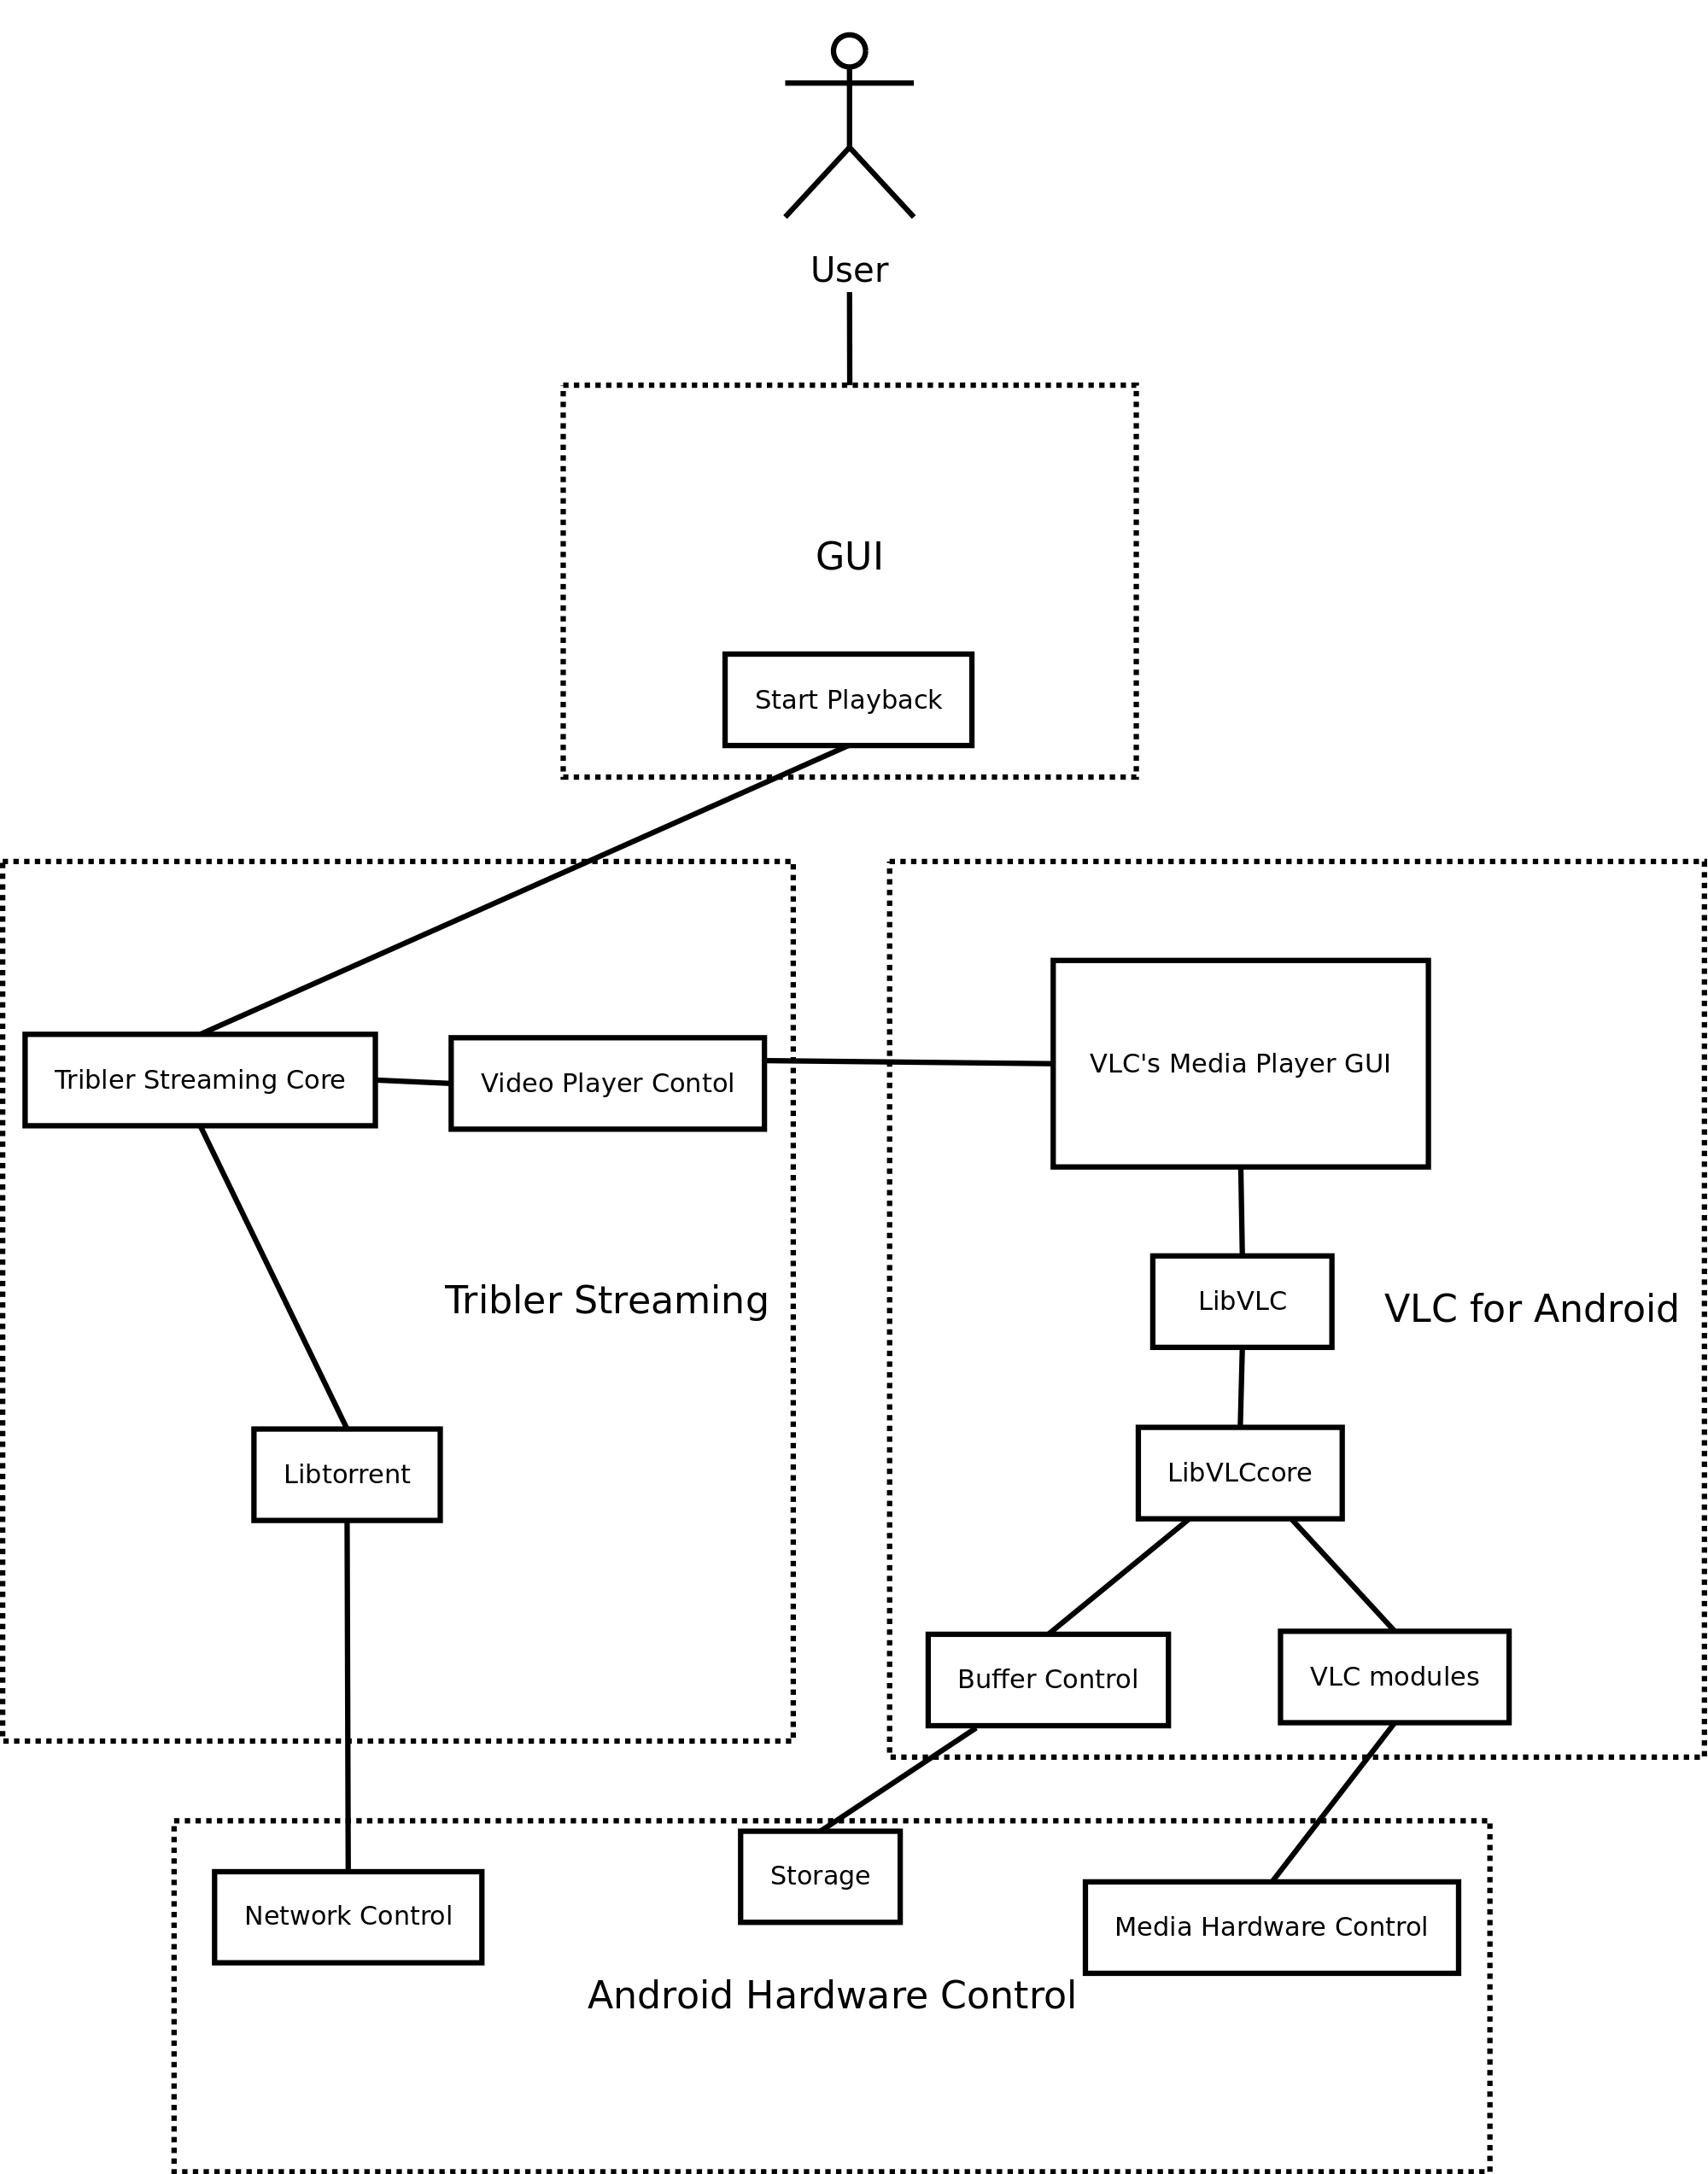 User
GUI
Start Playback
Tribler Streaming Core
Video Player Contol
VLC's Media Player GUI
Tribler Streaming
LibVLC
VLC for Android
Libtorrent
LibVLCcore
Buffer Control
VLC modules
Storage
Network Control
Media Hardware Control
Android Hardware Control